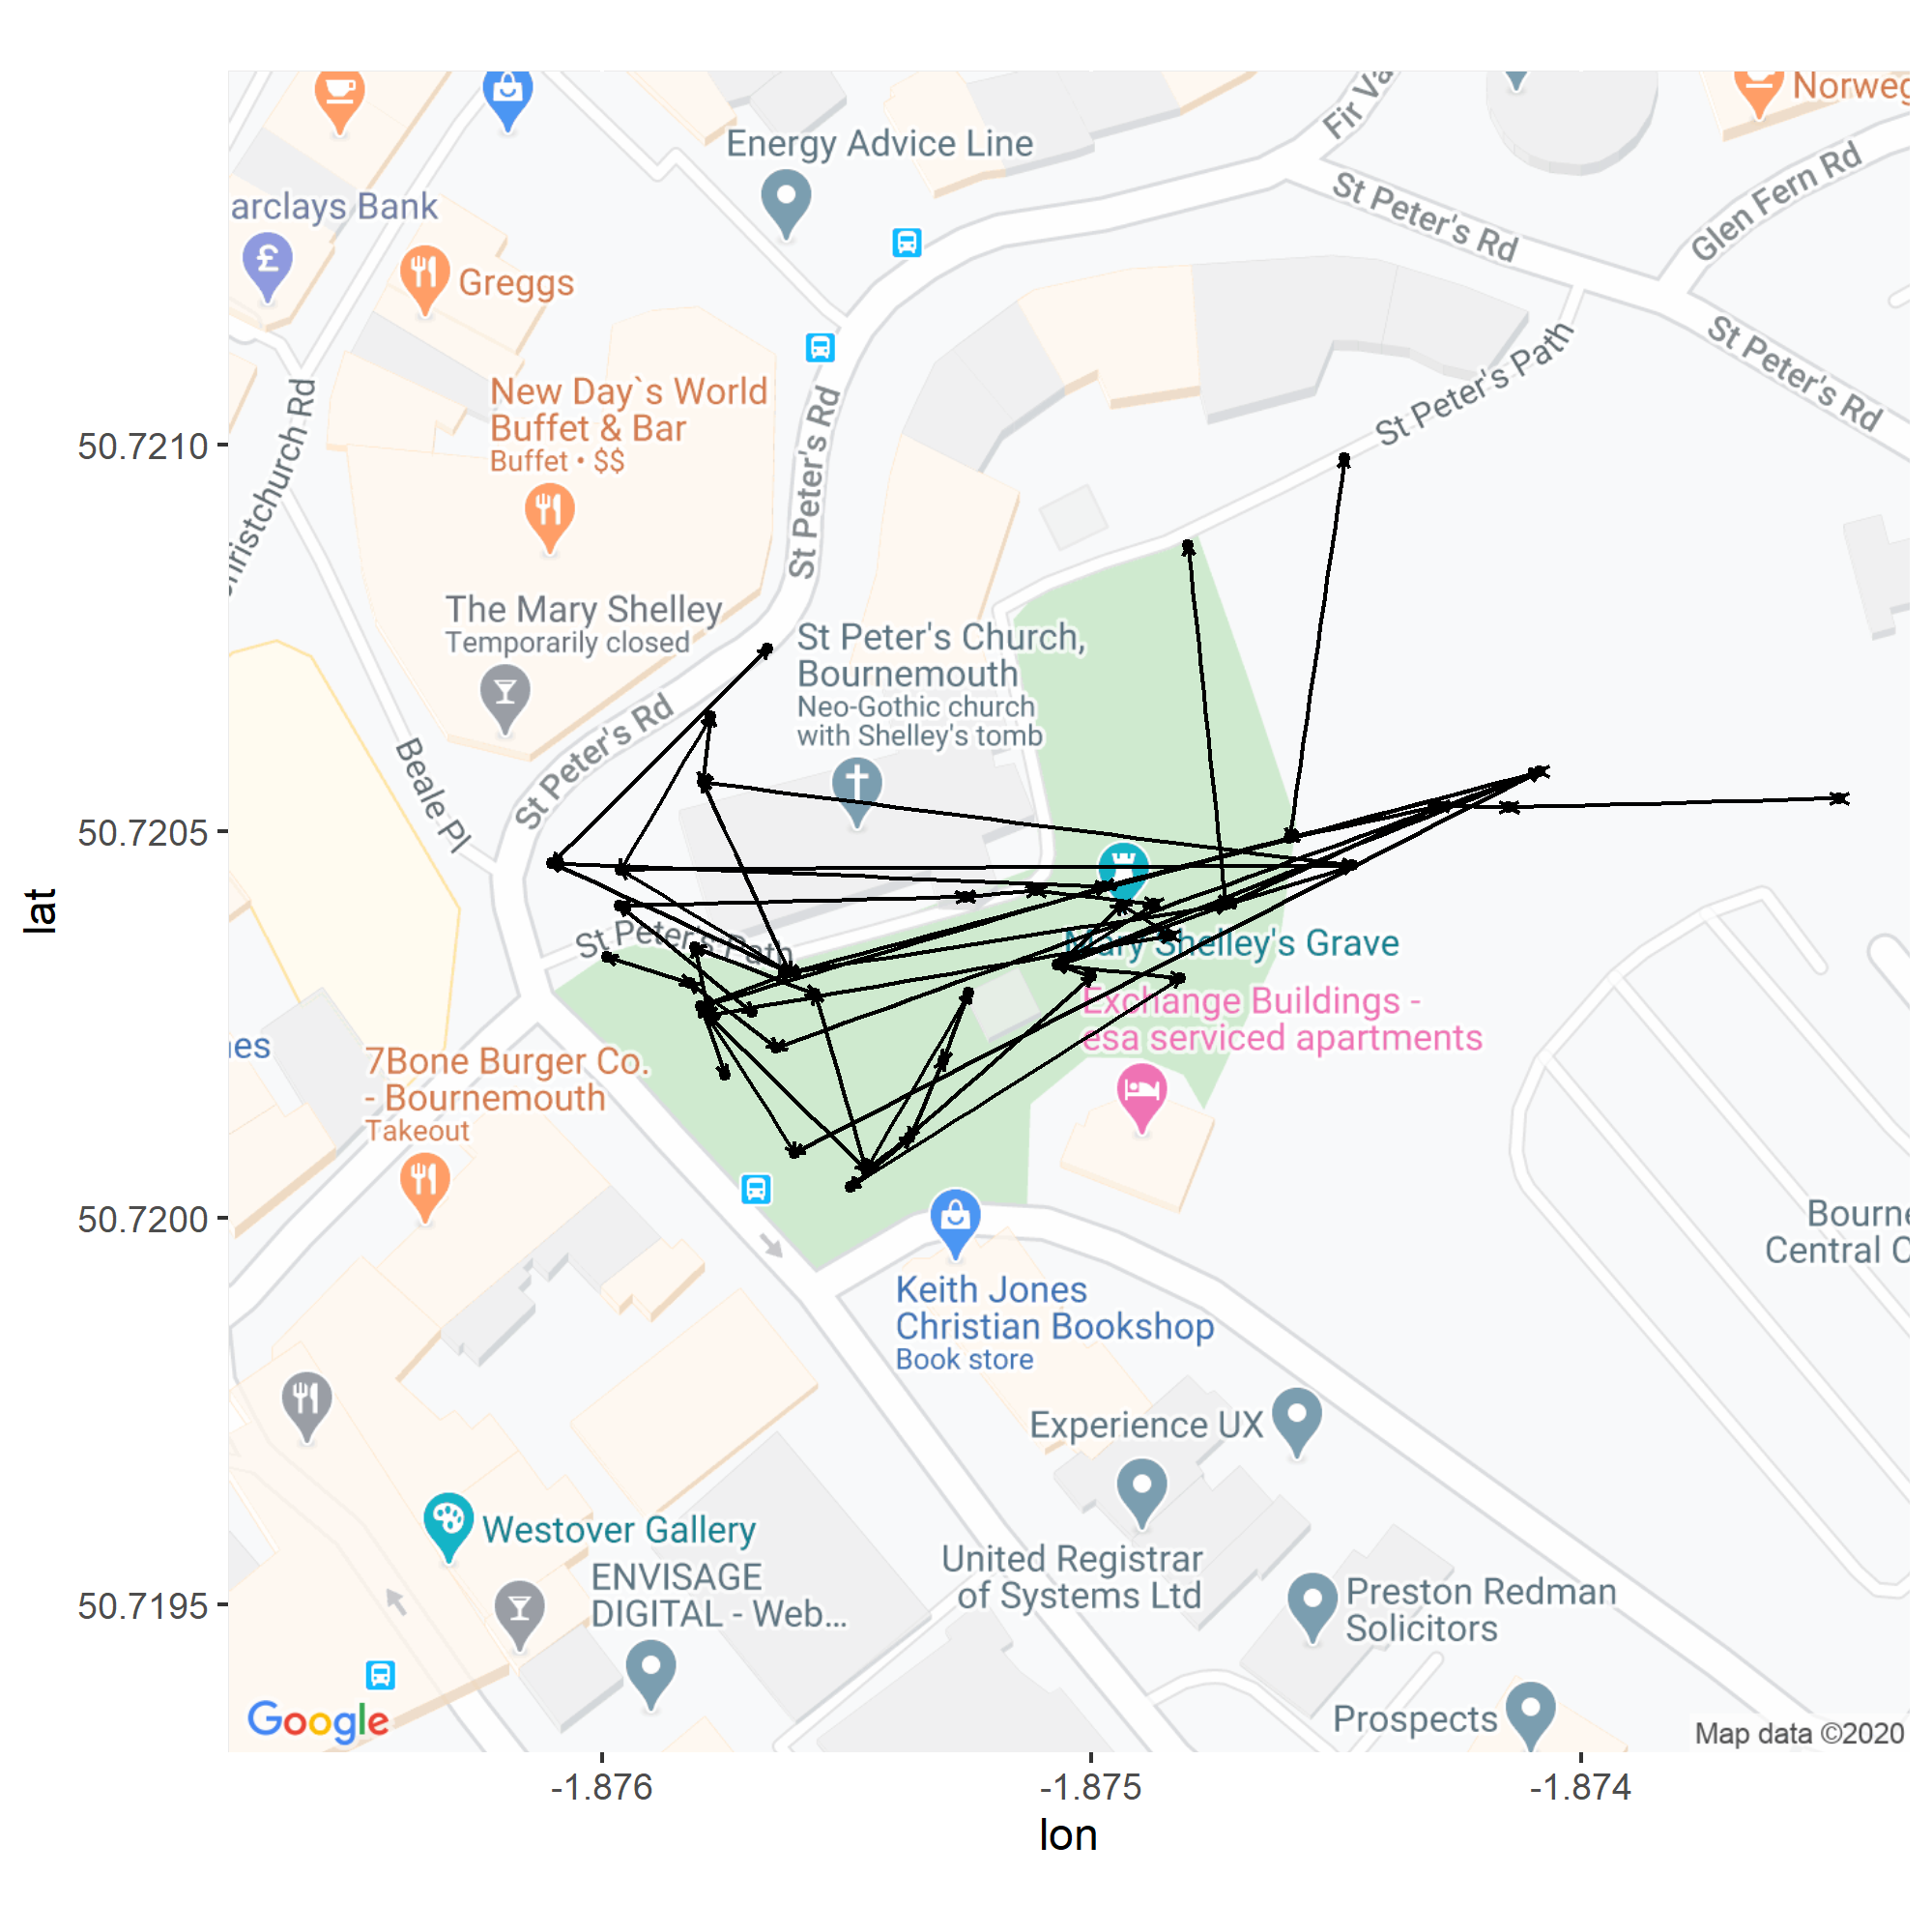 Norweg
Fir Va
Energy Advice Line
St Peter's Rd
Glen Fern Rd
arclays Bank
£
Greggs
St Peter's Rd
St Peter's Path
New Day`s World
Buffet & Bar
Buffet • $$
St Peter's Rd
50.7210
hristchurch Rd
The Mary Shelley
Temporarily closed
St Peter's Church,
Bournemouth
Neo-Gothic church
with Shelley's tomb
St Peter's Rd
Beale Pl
50.7205
lat
St Peter's Path
Mary Shelley's Grave
Exchange Buildings -
esa serviced apartments
es
7Bone Burger Co.
- Bournemouth
Takeout
50.7200
Bourne
Central C
Keith Jones
Christian Bookshop
Book store
Experience UX
Westover Gallery
ENVISAGE
DIGITAL - Web...
United Registrar
of Systems Ltd
Preston Redman
Solicitors
50.7195
Prospects
Google
Map data ©2020
-1.876
-1.875
-1.874
lon